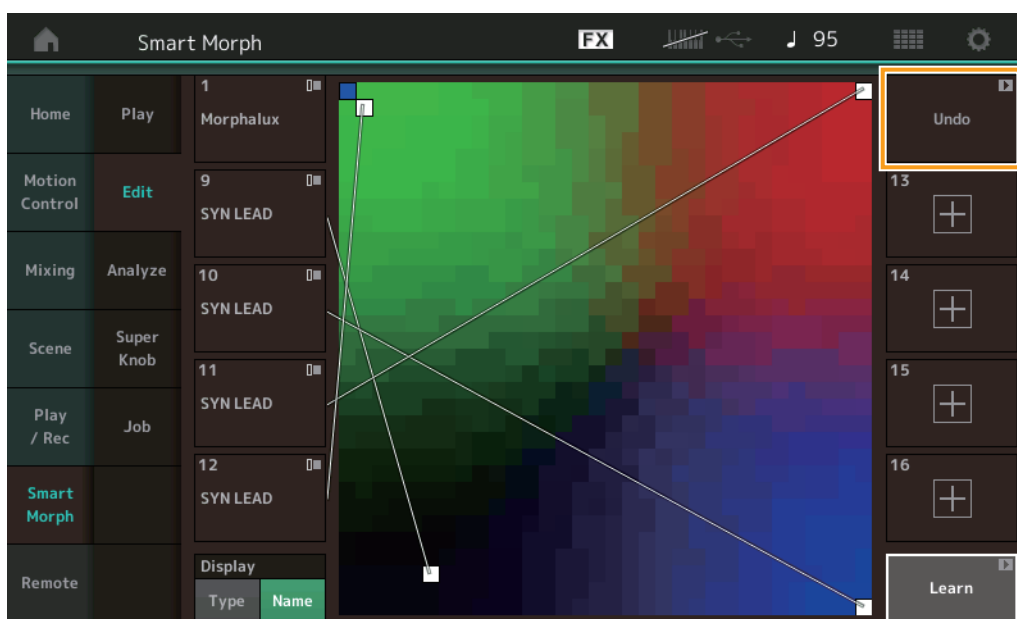 Smart Morph
FX
95
Home
Motion
Control
Mixing
Scene
Play
/ Rec
Smart
Morph
Remote
Play
Edit
Analyze
Super
Knob
Job
1
Morphalux
9
SYN LEAD
10
SYN LEAD
11
SYN LEAD
12
SYN LEAD
Display
Type
Name
Undo
13
14
15
16
Learn